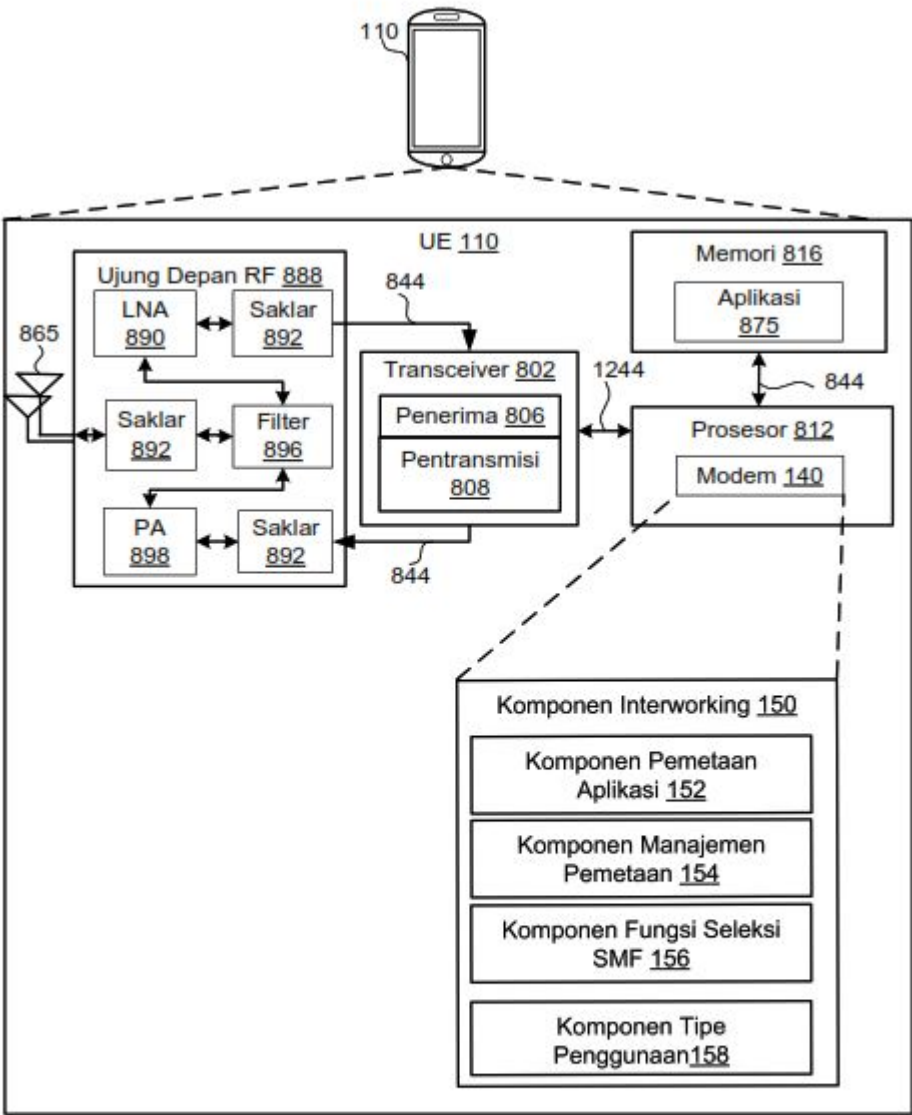 110
UE 110
Ujung Depan RF 888
LNA
890
Saklar
892
844
865
Saklar
892
Filter
896
PA
898
Saklar
892
844
Transceiver 802
Penerima 806
Pentransmisi
808
1244
Memori 816
Aplikasi
875
844
Prosesor 812
Modem 140
Komponen Interworking 150
Komponen Pemetaan
Aplikasi 152
Komponen Manajemen
Pemetaan 154
Komponen Fungsi Seleksi
SMF 156
Komponen Tipe
Penggunaan158